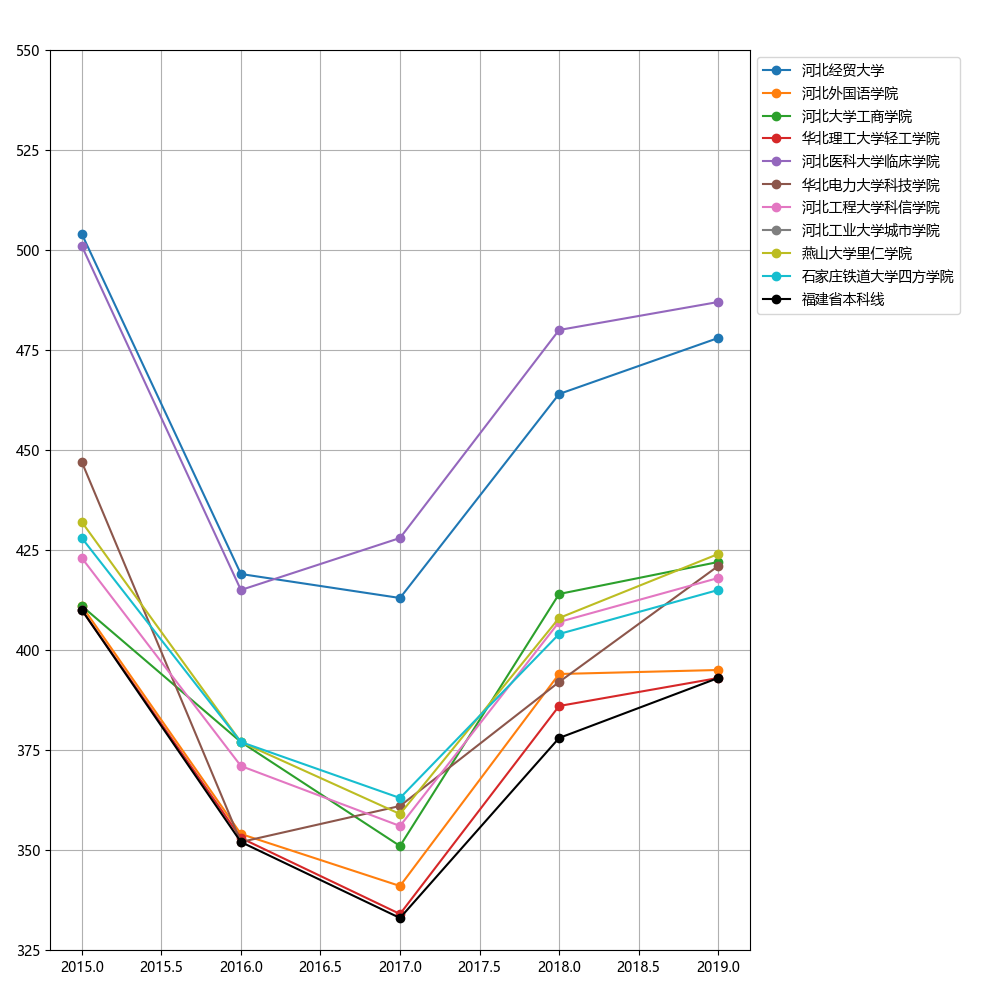 550
525
500
475
450
425
400
375
350
325
2015.0 2015.5 2016.0 2016.5 2017.0 2017.5 2018.0 2018.5 2019.0
河北经贸大学
河北外国语学院
河北大学工商学院
华北理工大学轻工学院
河北医科大学临床学院
华北电力大学科技学院
河北工程大学科信学院
河北工业大学城市学院
燕山大学里仁学院
石家庄铁道大学四方学院
福建省本科线